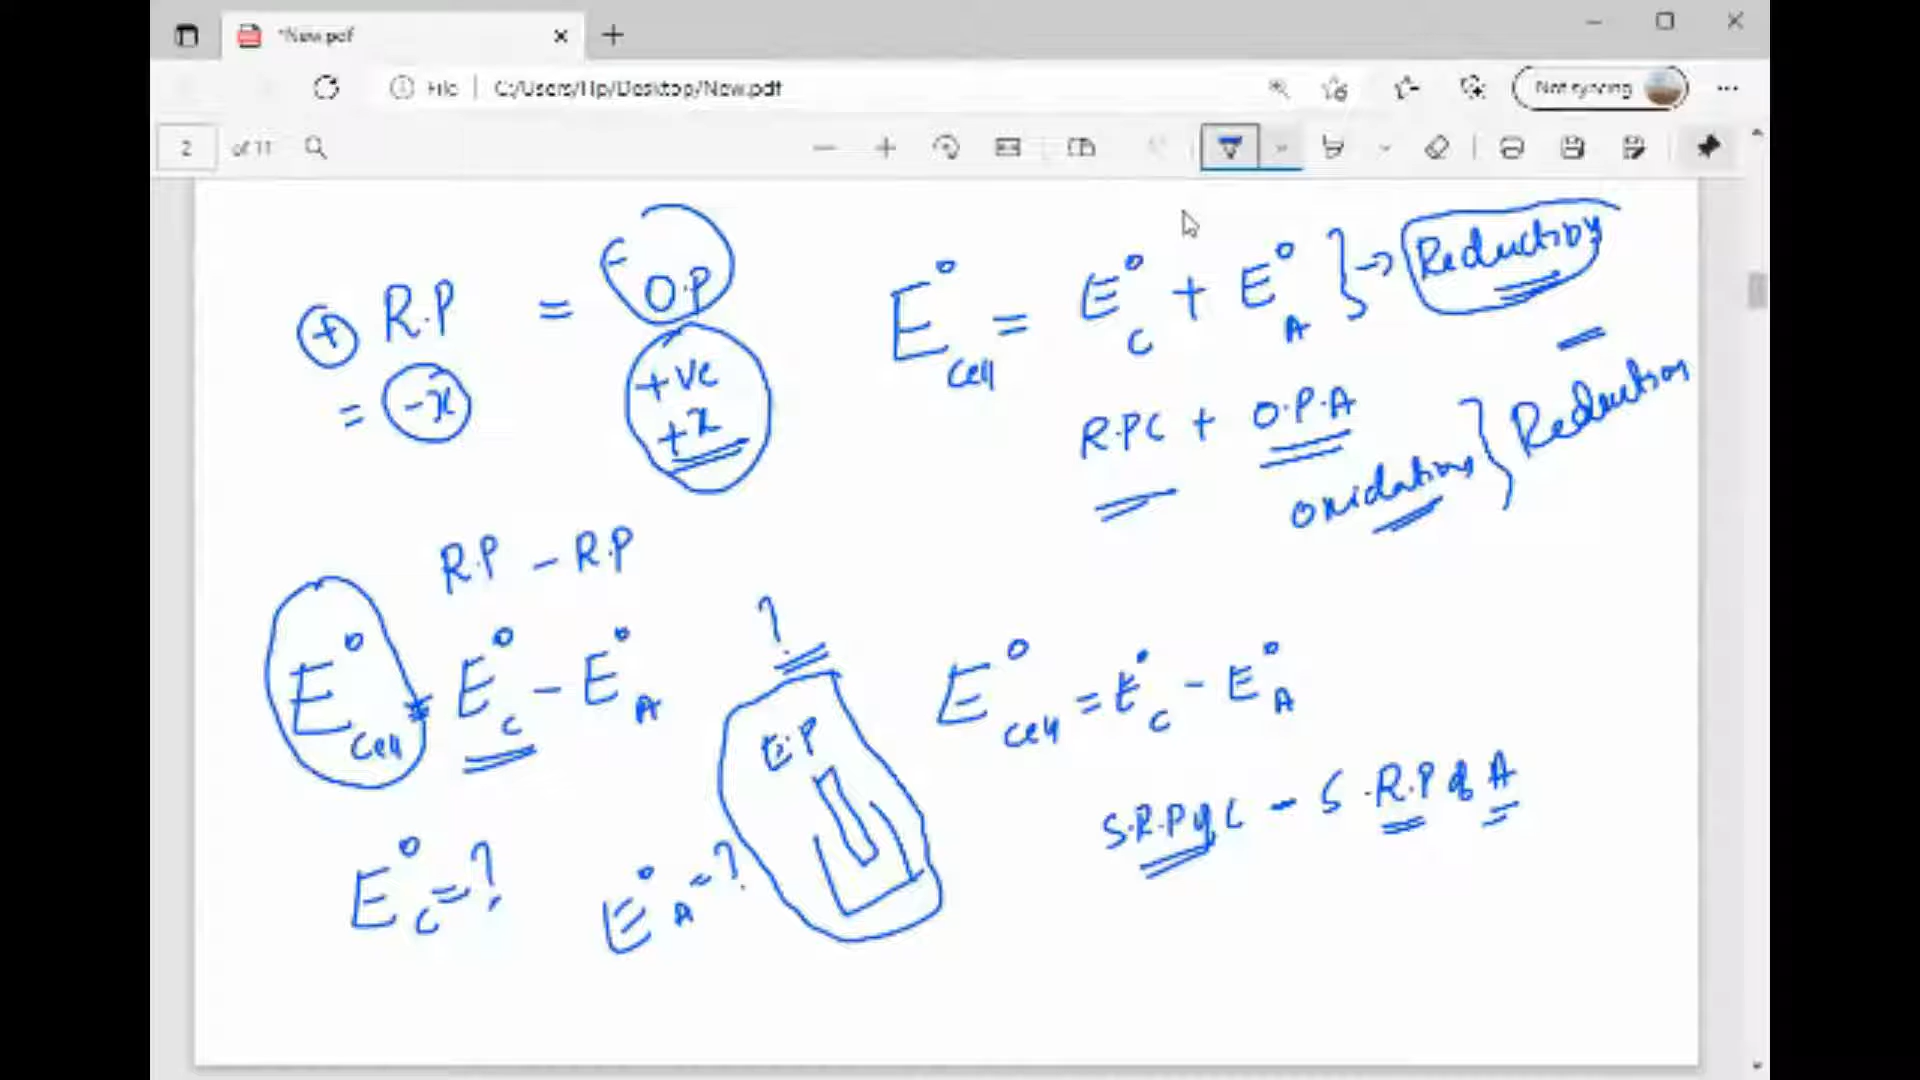 *New.pdf
File | C:/Users/Hp/Desktop/New.pdf
Not syncing
2 of 11
+ R.P = - O.P
= -x
+ve
+x
E° cell = E° C + E° A } → Reduction
R.P C + O.P.A
oxidation } Reduction
R.P - R.P
E° cell = E° C - E° A
?
E.P
E° cell = E° C - E° A
S.R.P of C - S.R.P of A
E° C = ?
E° A = ?